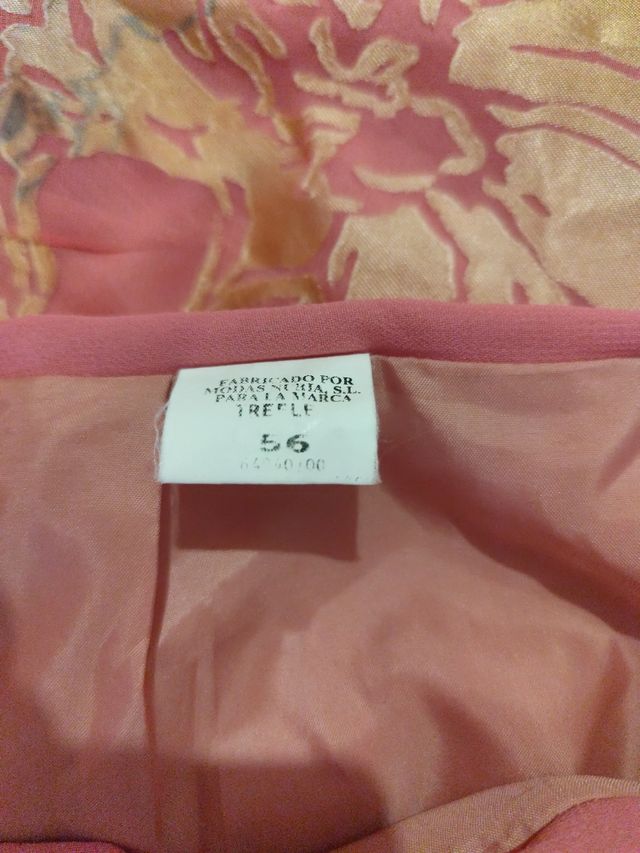 FABRICADO POR
MODAS NURIA, S.L.
PARA LA MARCA
TREFLE
56